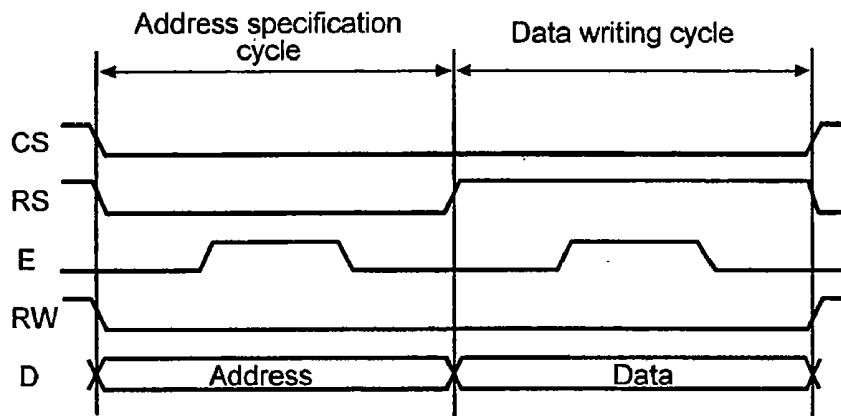 Address specification
cycle
Data writing cycle
CS
RS
E
RW
D
Address
Data